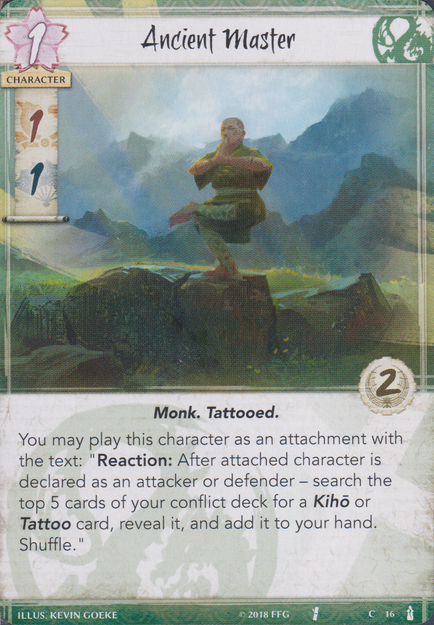 1
Ancient Master
CHARACTER
1
1
2
Monk. Tattooed.
You may play this character as an attachment with
the text: "Reaction: After attached character is
declared as an attacker or defender – search the
top 5 cards of your conflict deck for a Kihō or
Tattoo card, reveal it, and add it to your hand.
Shuffle."
ILLUS. KEVIN GOEKE © 2018 FFG C 16